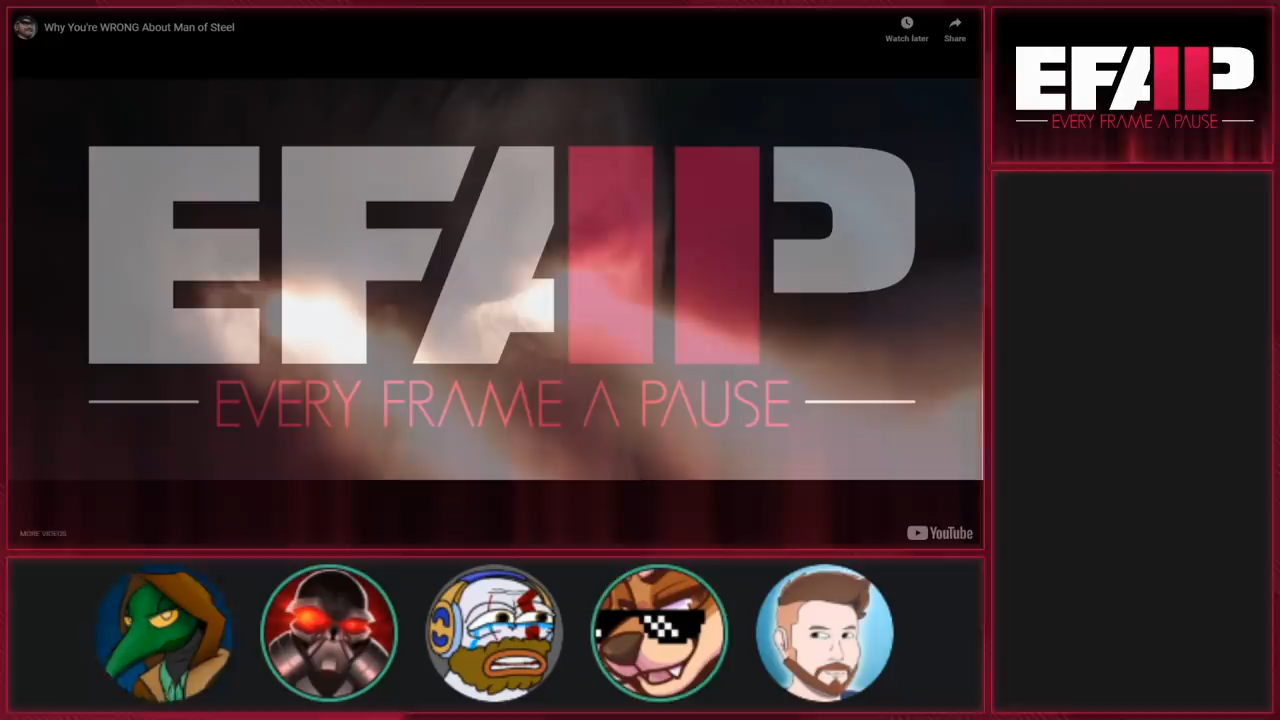 Why You're WRONG About Man of Steel
Watch later
Share
EFAP
EVERY FRAME A PAUSE
EFAP
EVERY FRAME A PAUSE
MORE VIDEOS
YouTube